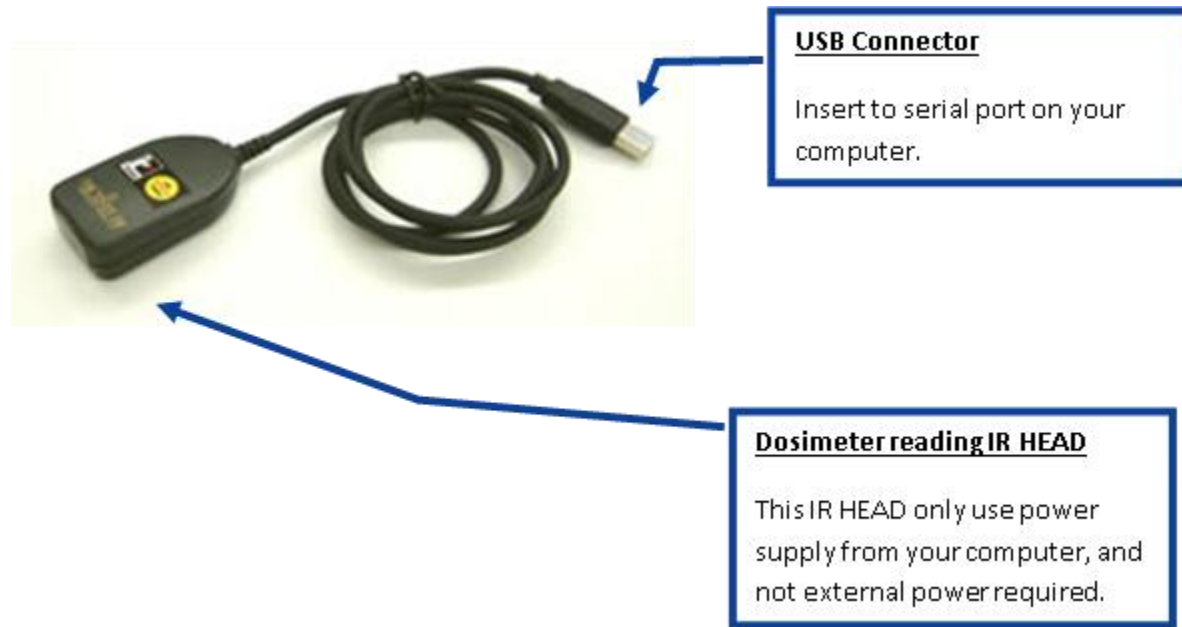 USB Connector
Insert to serial port on your
computer.
Dosimeter reading IR HEAD
This IR HEAD only use power
supply from your computer, and
not external power required.